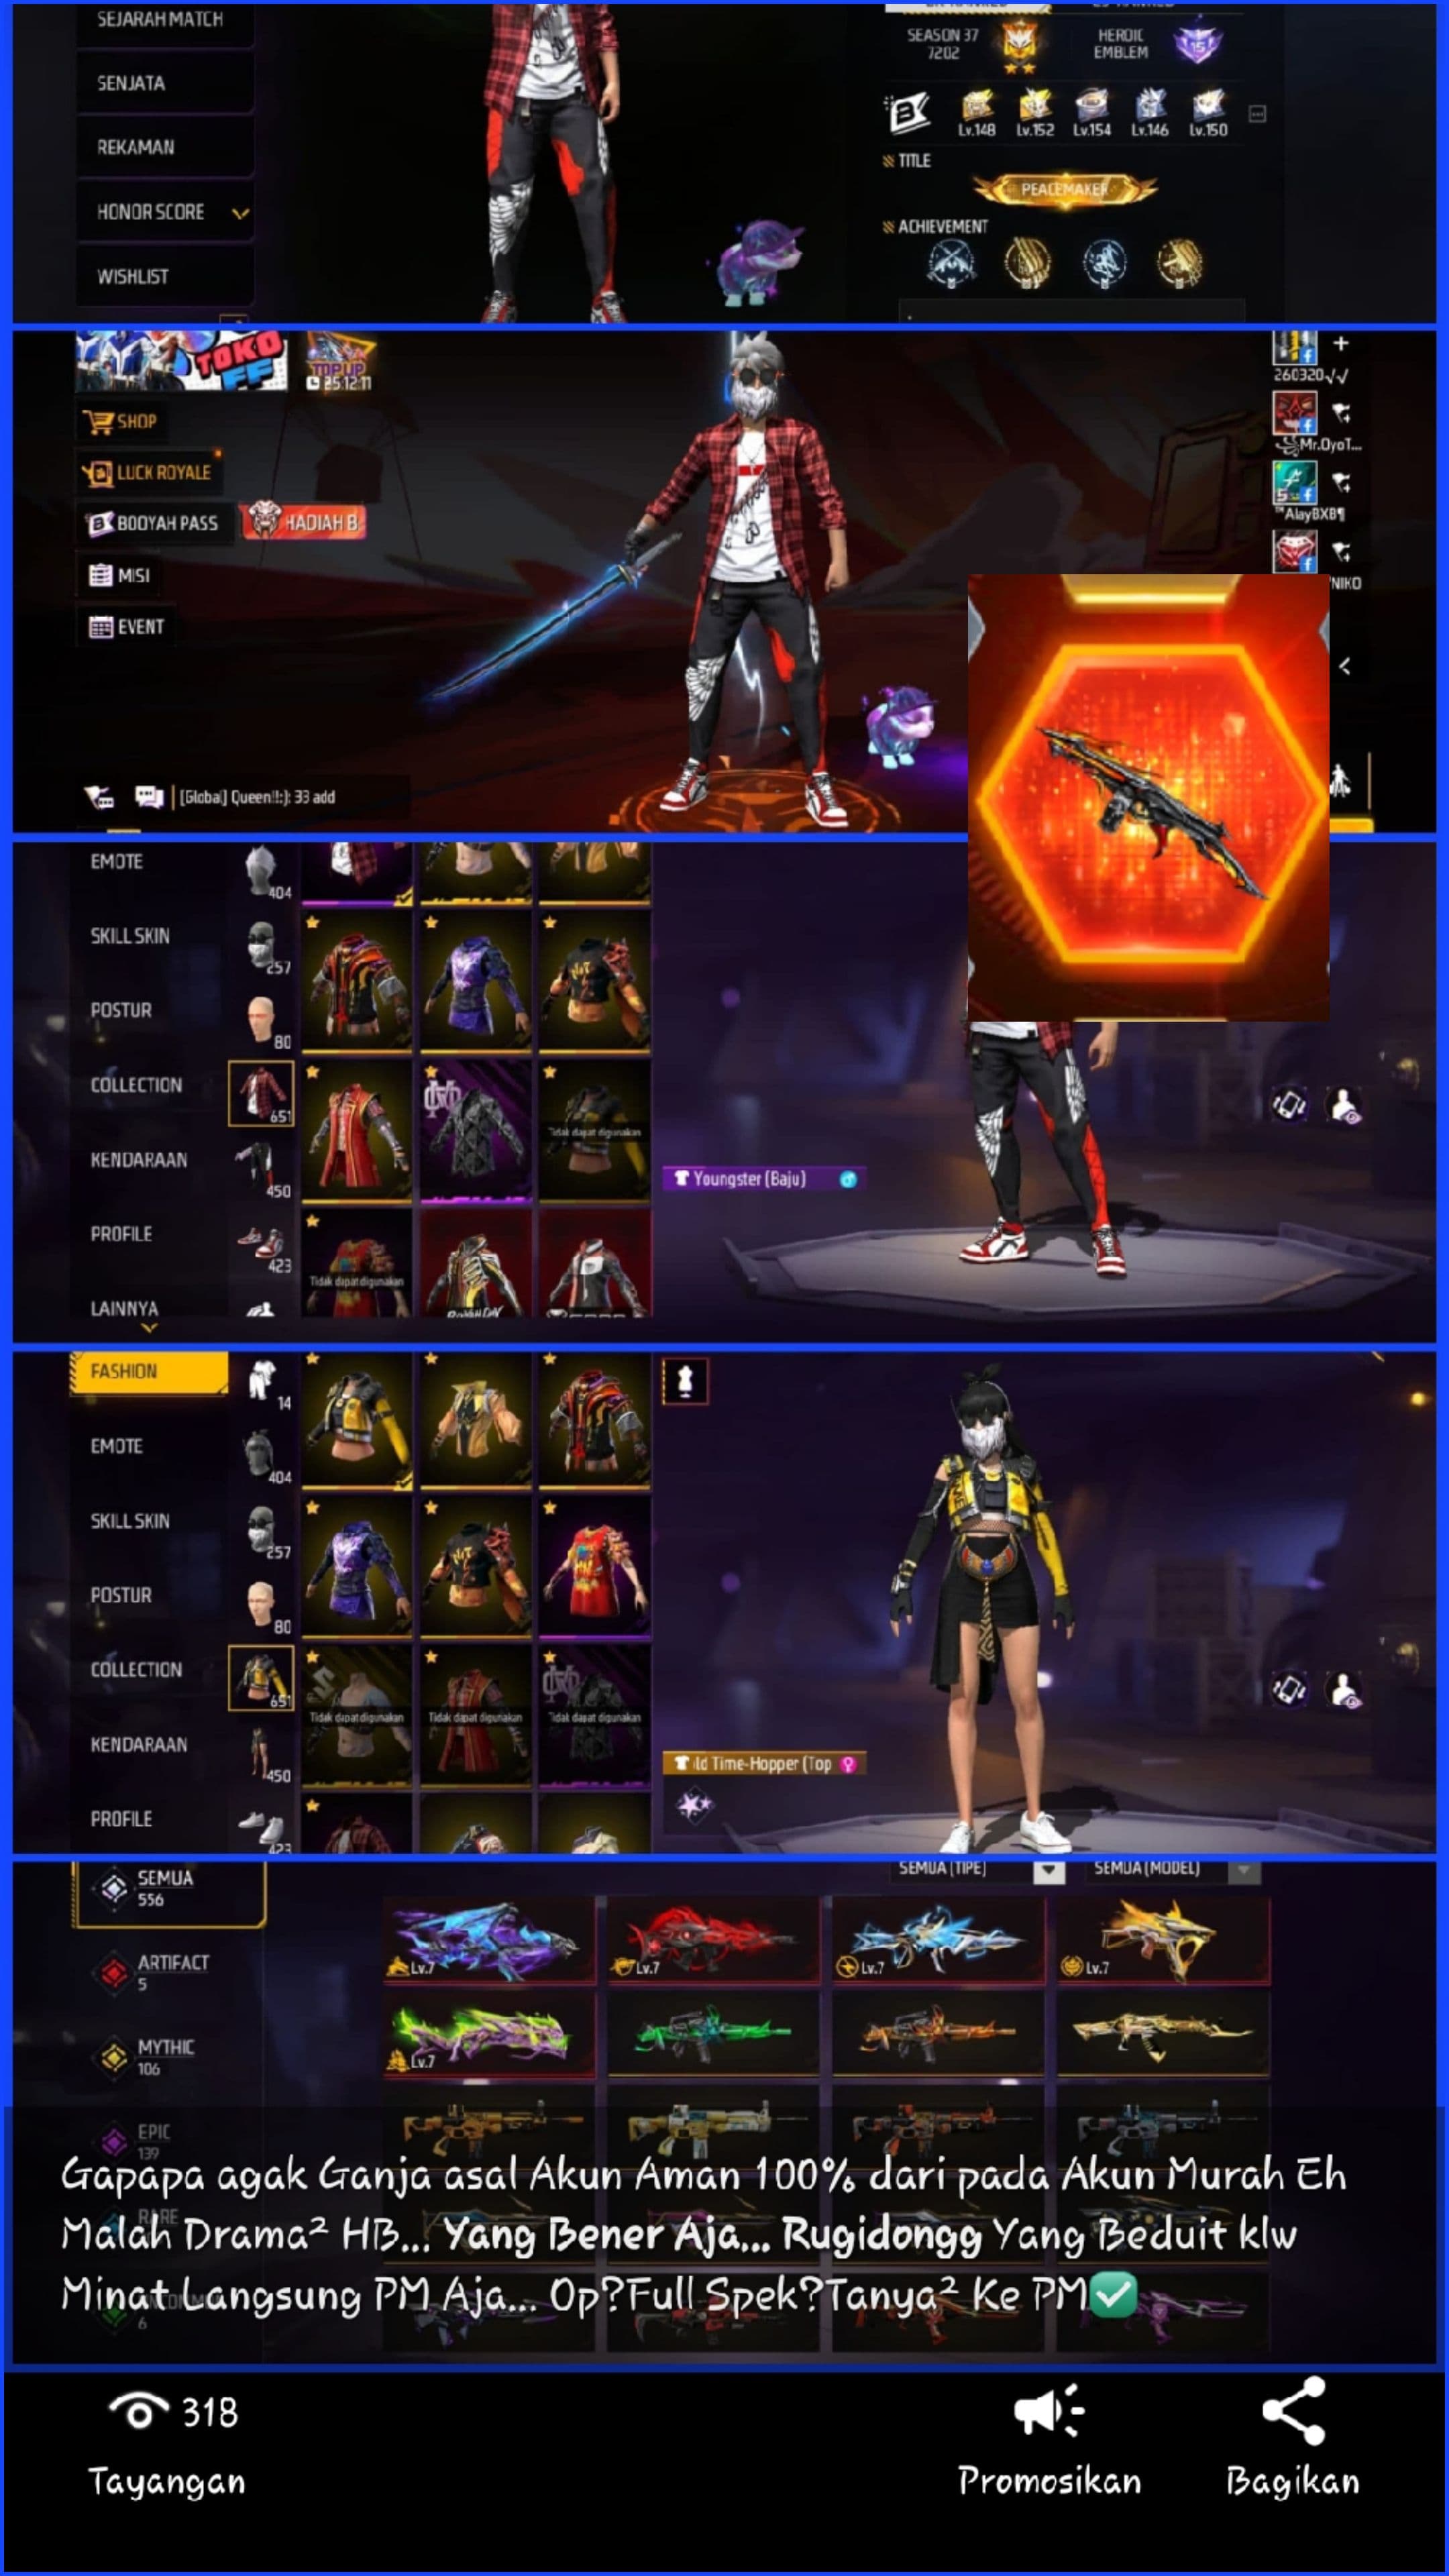 SEJARAH MATCH
SENJATA
REKAMAN
HONOR SCORE
WISHLIST
SEASON 37
7202
HEROIC
EMBLEM
15
Lv.148 Lv.152 Lv.154 Lv.146 Lv.150
TITLE
PEACEMAKER
ACHIEVEMENT
TOKO
FF
TOP UP
25:12:11
SHOP
LUCK ROYALE
BOOYAH PASS
HADIAH B.
MISI
EVENT
[Global] Queen!!:): 33 add
260320√√
Mr.OyoT...
™AlayBXB¶
NIKO
EMOTE
404
SKILL SKIN
257
POSTUR
80
COLLECTION
651
KENDARAAN
450
PROFILE
423
LAINNYA
Tidak dapat digunakan
Tidak dapat digunakan
Youngster (Baju)
FASHION
14
EMOTE
404
SKILL SKIN
257
POSTUR
80
COLLECTION
651
KENDARAAN
450
PROFILE
423
Tidak dapat digunakan
Tidak dapat digunakan
Tidak dapat digunakan
ld Time-Hopper (Top
SEMUA
556
ARTIFACT
5
MYTHIC
106
EPIC
139
RARE
6
SEMUA (TIPE)
SEMUA (MODEL)
Lv.7 Lv.7 Lv.7 Lv.7
Lv.7
Gapapa agak Ganja asal Akun Aman 100% dari pada Akun Murah Eh
Malah Drama² HB... Yang Bener Aja... Rugidongg Yang Beduit klw
Minat Langsung PM Aja... Op?Full Spek?Tanya² Ke PM✅
318
Tayangan
Promosikan
Bagikan